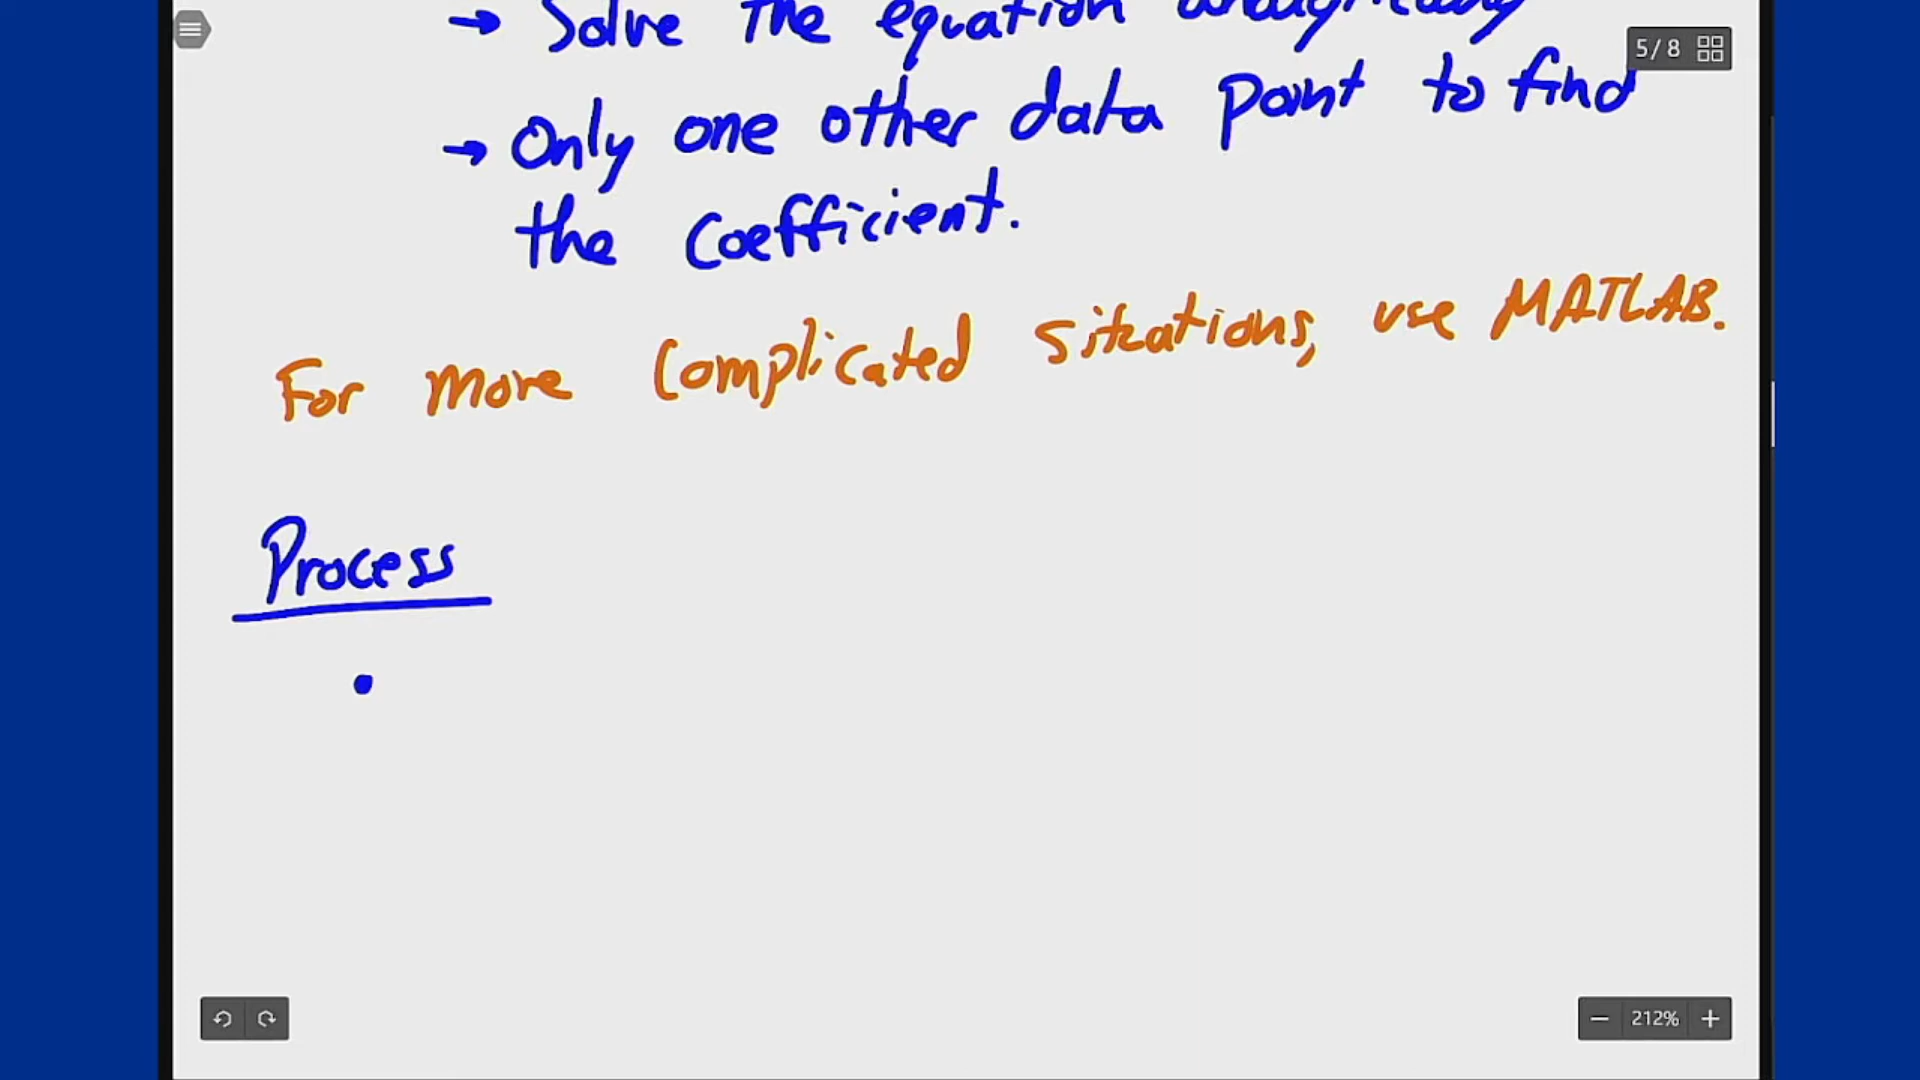 → Solve the equation analytically
5/8
→ Only one other data point to find
the coefficient.
For more complicated situations, use MATLAB.
Process
•
212%